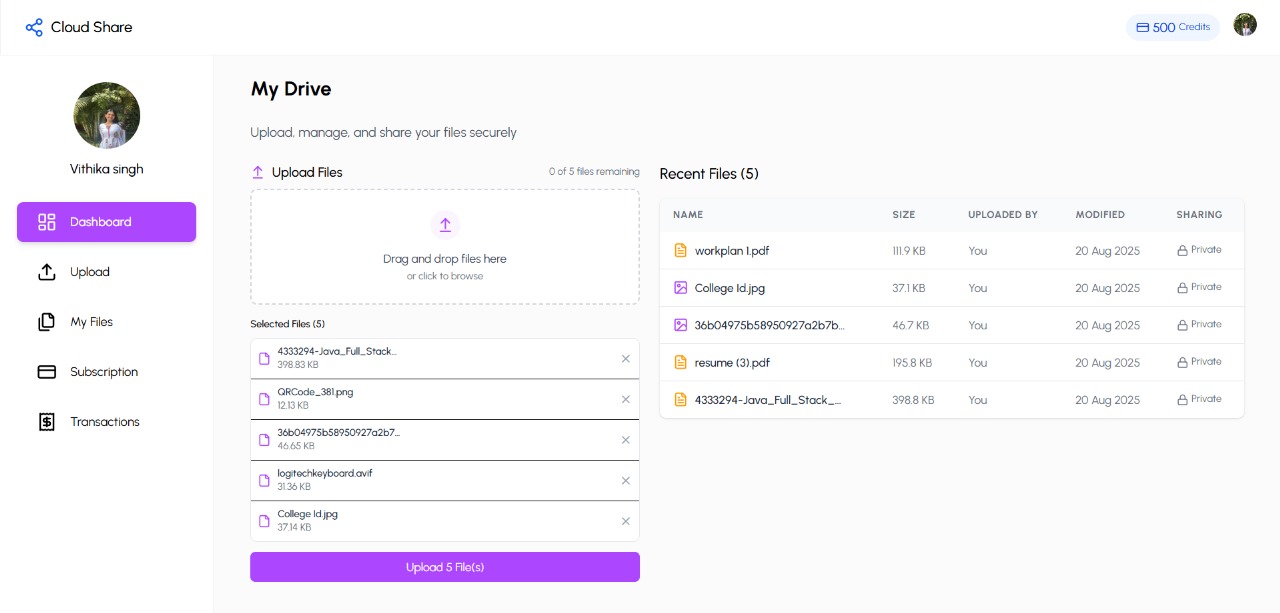 Cloud Share
500 Credits
Vithika singh
Dashboard
Upload
My Files
Subscription
Transactions
My Drive
Upload, manage, and share your files securely
Upload Files
0 of 5 files remaining
Drag and drop files here
or click to browse
Selected Files (5)
4333294-Java_Full_Stack...
398.83 KB
QRCode_381.png
12.13 KB
36b04975b58950927a2b7...
46.65 KB
logitechkeyboard.avif
31.36 KB
College Id.jpg
37.14 KB
Upload 5 File(s)
Recent Files (5)
NAME SIZE UPLOADED BY MODIFIED SHARING
workplan 1.pdf 111.9 KB You 20 Aug 2025 Private
College Id.jpg 37.1 KB You 20 Aug 2025 Private
36b04975b58950927a2b7b... 46.7 KB You 20 Aug 2025 Private
resume (3).pdf 195.8 KB You 20 Aug 2025 Private
4333294-Java_Full_Stack_... 398.8 KB You 20 Aug 2025 Private